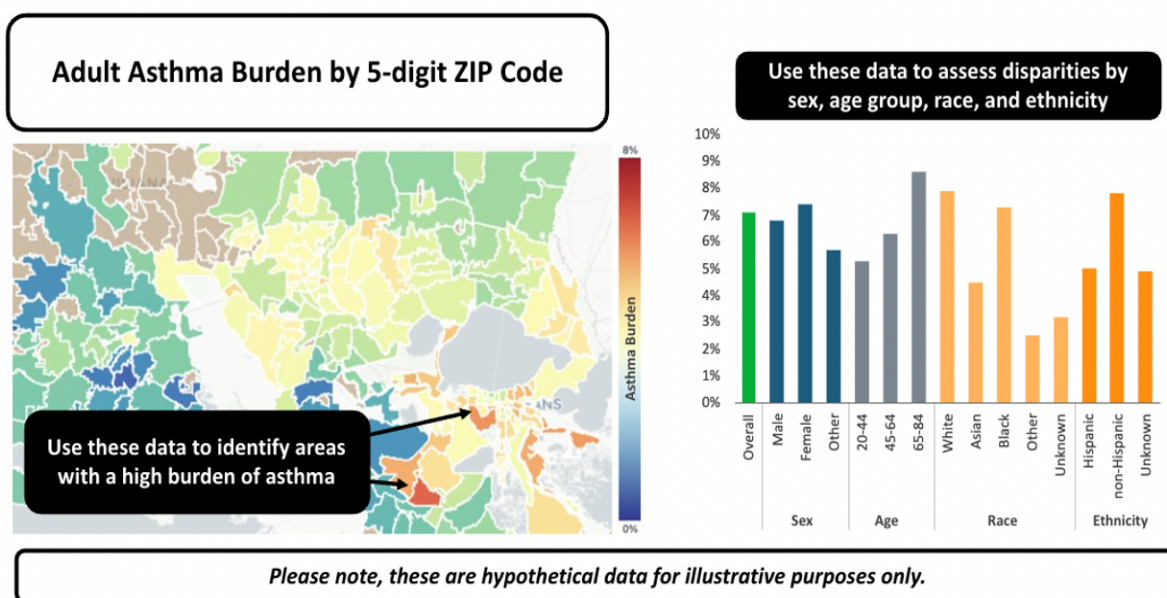 Adult Asthma Burden by 5-digit ZIP Code
8%
Asthma Burden
0%
Use these data to identify areas
with a high burden of asthma
Use these data to assess disparities by
sex, age group, race, and ethnicity
10%
9%
8%
7%
6%
5%
4%
3%
2%
1%
0%
Overall
Male
Female
Other
20-44
45-64
65-84
White
Asian
Black
Other
Unknown
Hispanic
non-Hispanic
Unknown
Sex
Age
Race
Ethnicity
Please note, these are hypothetical data for illustrative purposes only.